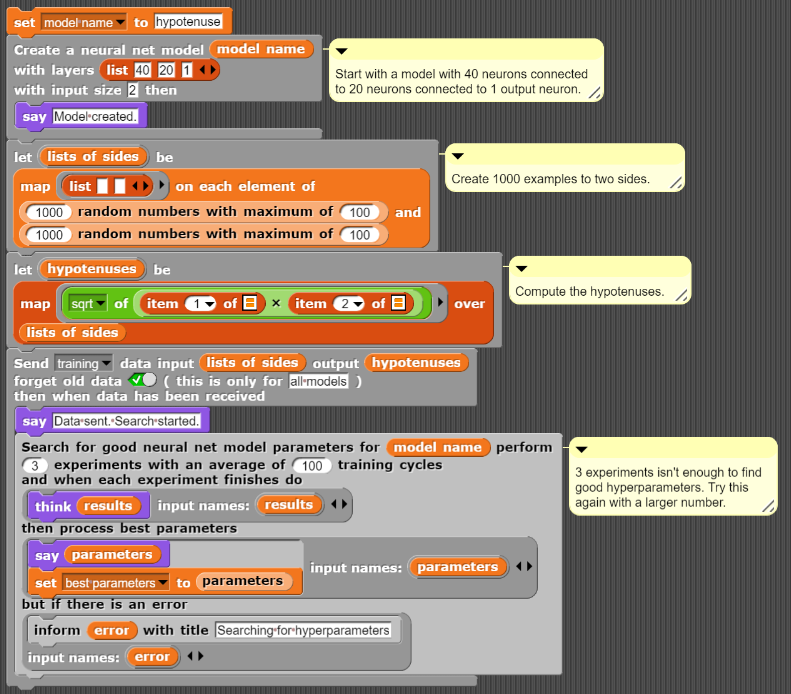 set model name to hypotenuse
Create a neural net model model name
with layers list 40 20 1
with input size 2 then
say Model created.
Start with a model with 40 neurons connected
to 20 neurons connected to 1 output neuron.
let lists of sides be
map list on each element of
1000 random numbers with maximum of 100 and
1000 random numbers with maximum of 100
Create 1000 examples to two sides.
let hypotenuses be
map sqrt of item 1 of × item 2 of over
lists of sides
Compute the hypotenuses.
Send training data input lists of sides output hypotenuses
forget old data ( this is only for all models )
then when data has been received
say Data sent. Search started.
Search for good neural net model parameters for model name perform
3 experiments with an average of 100 training cycles
and when each experiment finishes do
think results input names: results
then process best parameters
say parameters
set best parameters to parameters
input names: parameters
but if there is an error
inform error with title Searching for hyperparameters
input names: error
3 experiments isn't enough to find
good hyperparameters. Try this
again with a larger number.